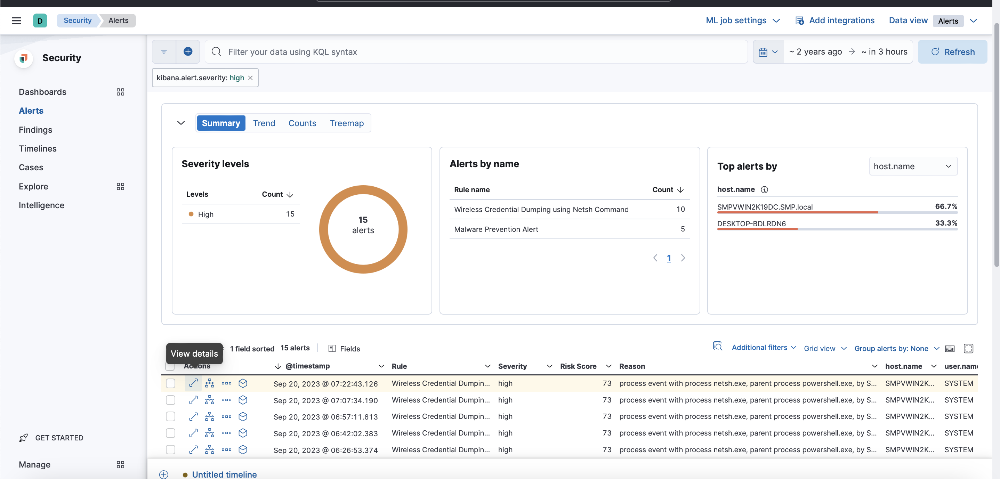 D Security Alerts ML job settings Add integrations Data view Alerts
Security
Dashboards
Alerts
Findings
Timelines
Cases
Explore
Intelligence
GET STARTED
Manage
Filter your data using KQL syntax ~ 2 years ago → ~ in 3 hours Refresh
kibana.alert.severity: high ×
Summary Trend Counts Treemap
Severity levels
Levels Count
High 15
15
alerts
Alerts by name
Rule name Count
Wireless Credential Dumping using Netsh Command 10
Malware Prevention Alert 5
1
Top alerts by host.name
host.name
SMPVWIN2K19DC.SMP.local 66.7%
DESKTOP-BDLRDN6 33.3%
View details
1 field sorted 15 alerts Fields Additional filters Grid view Group alerts by: None
Actions @timestamp Rule Severity Risk Score Reason host.name user.name
Sep 20, 2023 @ 07:22:43.126 Wireless Credential Dumpin... high 73 process event with process netsh.exe, parent process powershell.exe, by S... SMPVWIN2K... SYSTEM
Sep 20, 2023 @ 07:07:34.190 Wireless Credential Dumpin... high 73 process event with process netsh.exe, parent process powershell.exe, by S... SMPVWIN2K... SYSTEM
Sep 20, 2023 @ 06:57:11.613 Wireless Credential Dumpin... high 73 process event with process netsh.exe, parent process powershell.exe, by S... SMPVWIN2K... SYSTEM
Sep 20, 2023 @ 06:42:02.383 Wireless Credential Dumpin... high 73 process event with process netsh.exe, parent process powershell.exe, by S... SMPVWIN2K... SYSTEM
Sep 20, 2023 @ 06:26:53.374 Wireless Credential Dumpin... high 73 process event with process netsh.exe, parent process powershell.exe, by S... SMPVWIN2K... SYSTEM
Untitled timeline